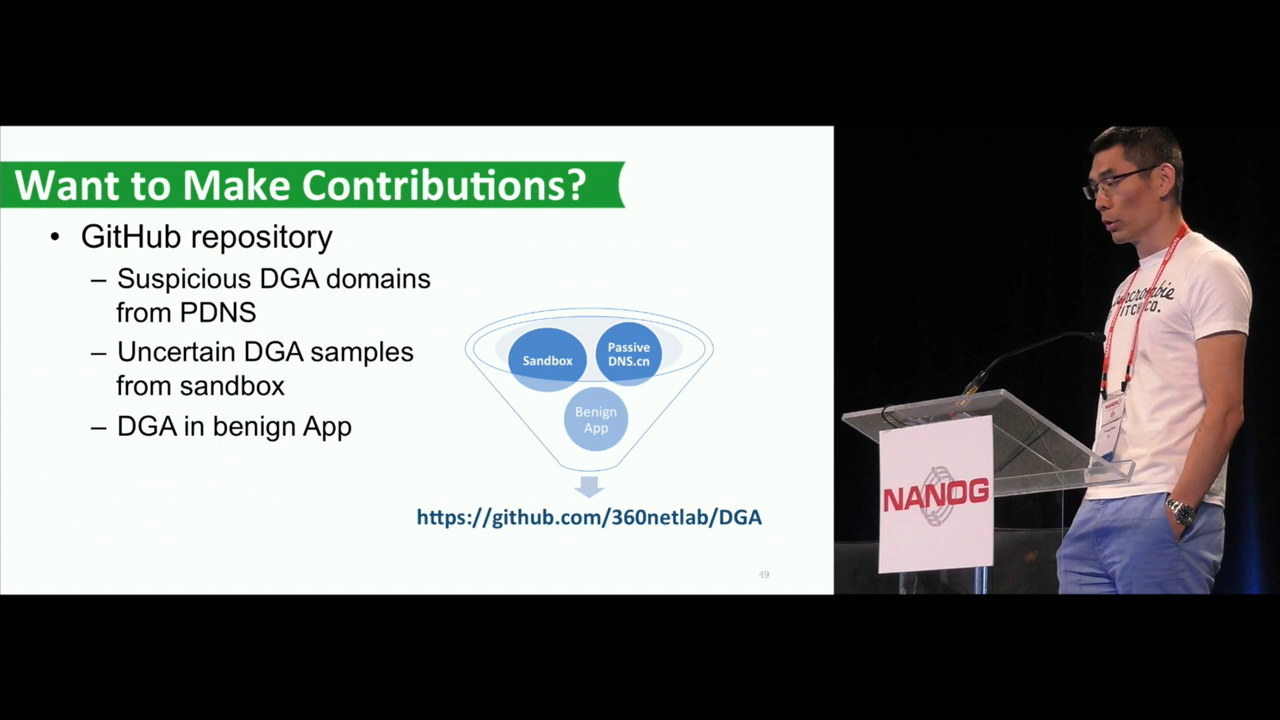 Want to Make Contributions?
• GitHub repository
– Suspicious DGA domains
from PDNS
– Uncertain DGA samples
from sandbox
– DGA in benign App
Sandbox
Passive
DNS.cn
Benign
App
https://github.com/360netlab/DGA
49
NANOG
NANOG